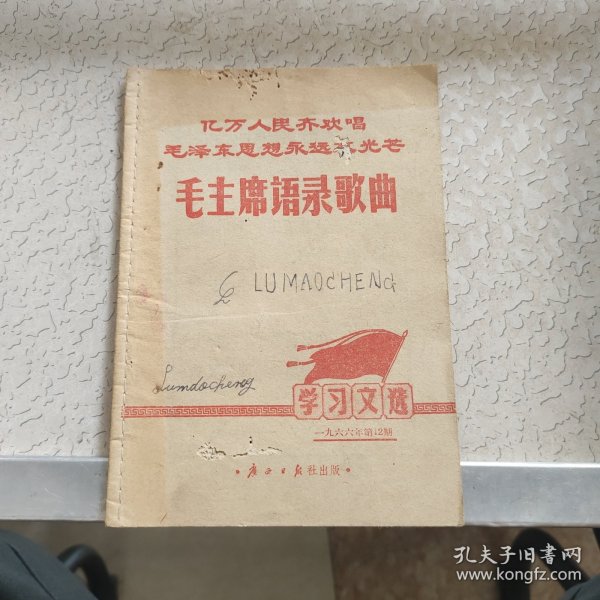 亿万人民齐欢唱
毛泽东思想永远放光芒
毛主席语录歌曲
LUMAOCHENG
Lumdocheng
学习文选
一九六六年第12期
广西日报社出版
孔夫子旧书网
www.kongfz.com